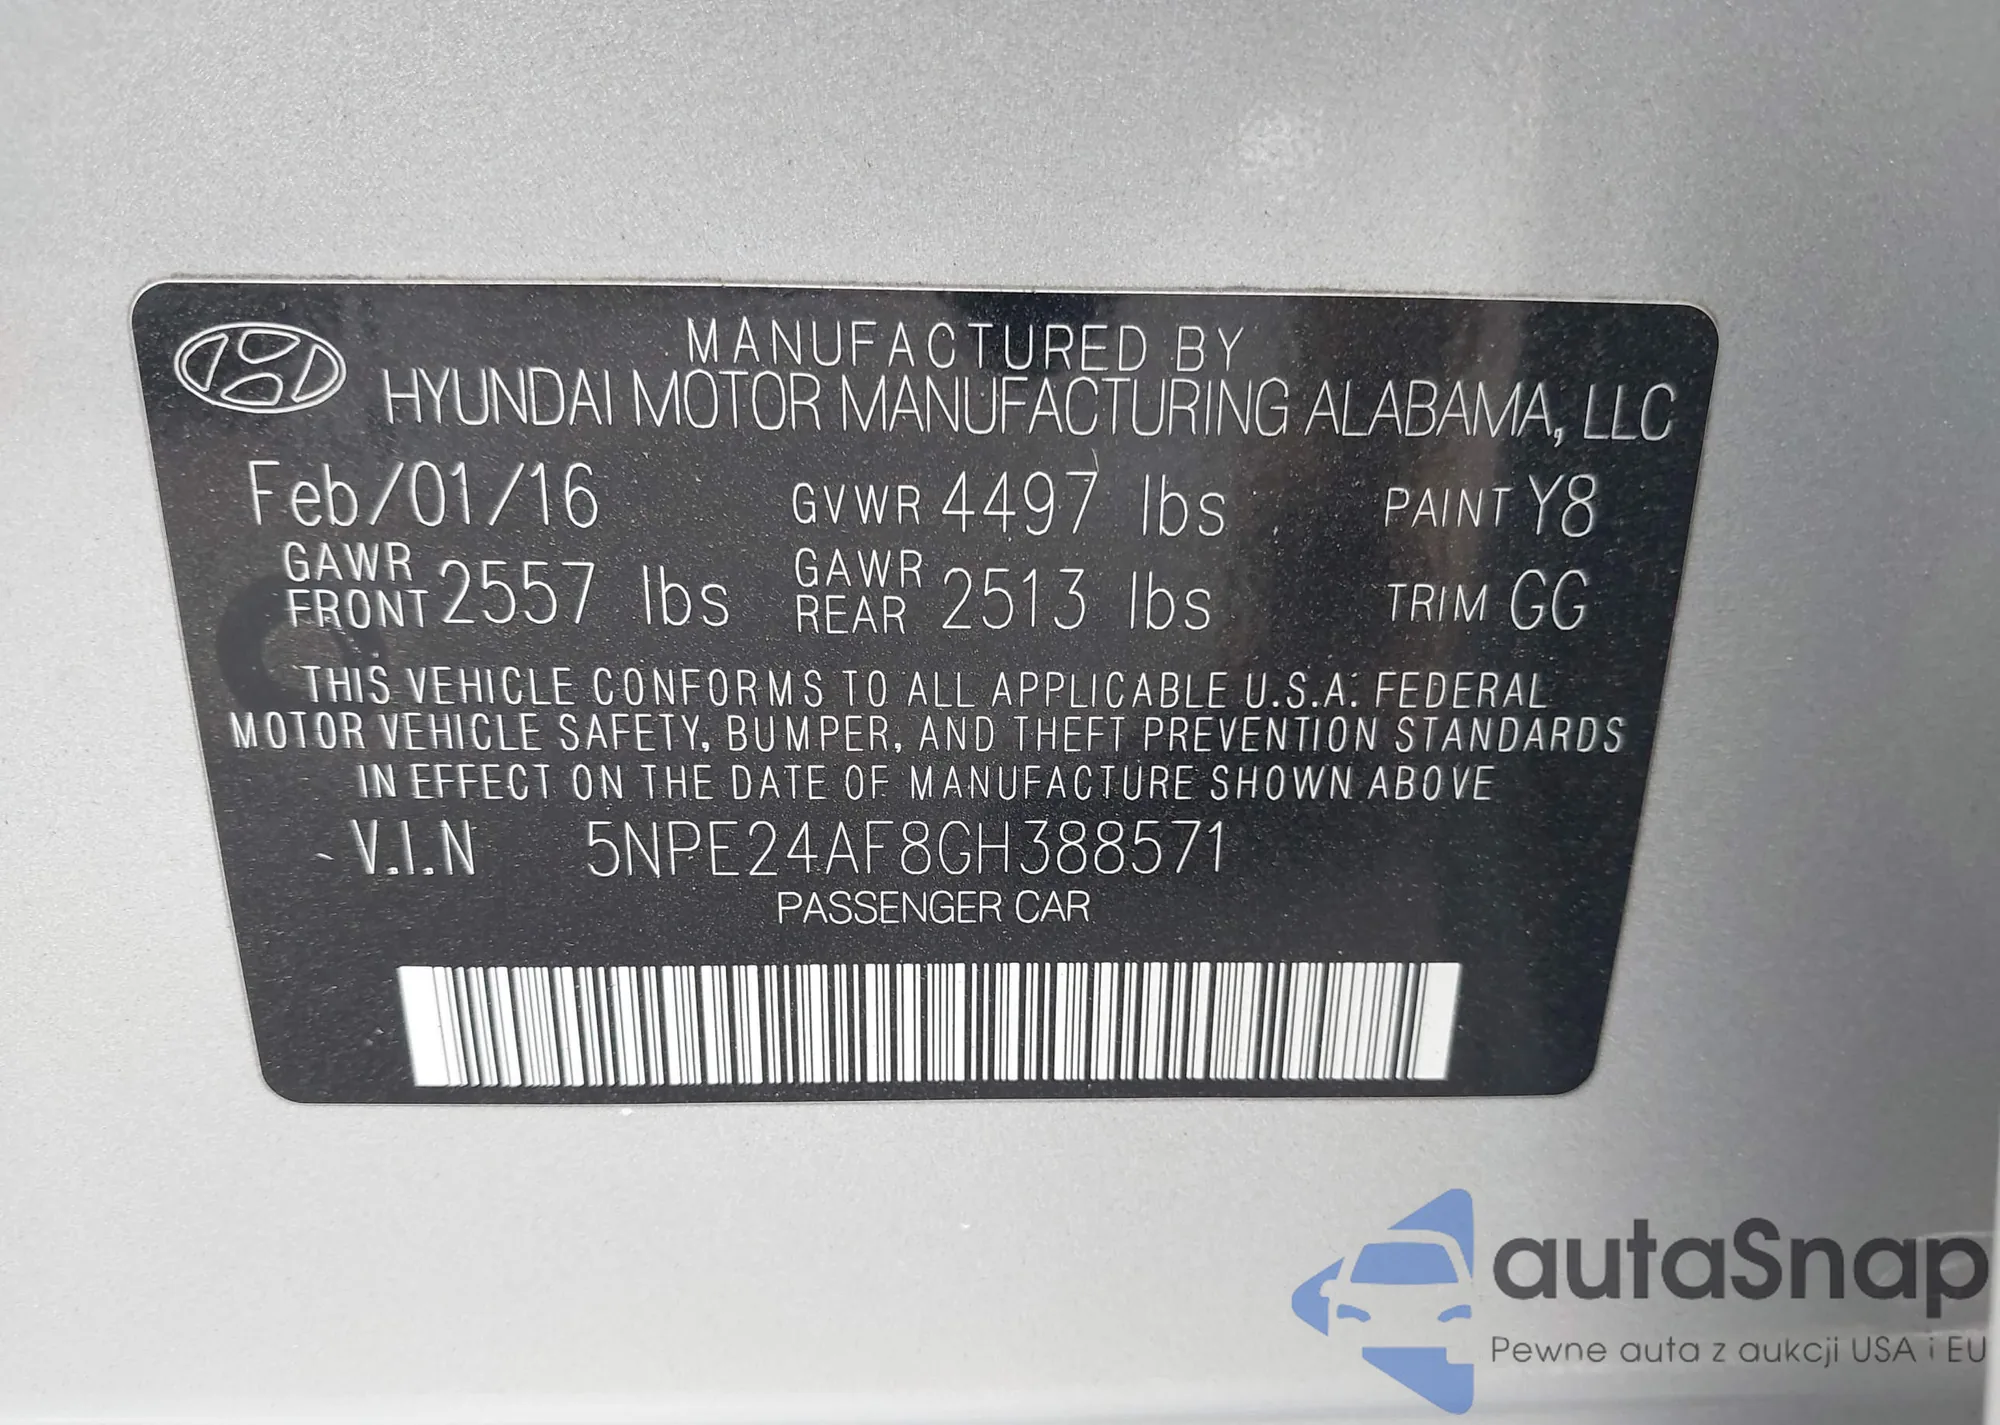 MANUFACTURED BY
HYUNDAI MOTOR MANUFACTURING ALABAMA, LLC
Feb/01/16 GVWR 4497 lbs PAINT Y8
GAWR FRONT 2557 lbs GAWR REAR 2513 lbs TRIM GG
THIS VEHICLE CONFORMS TO ALL APPLICABLE U.S.A. FEDERAL
MOTOR VEHICLE SAFETY, BUMPER, AND THEFT PREVENTION STANDARDS
IN EFFECT ON THE DATE OF MANUFACTURE SHOWN ABOVE
V.I.N 5NPE24AF8GH388571
PASSENGER CAR
autaSnap
Pewne auta z aukcji USA i EU